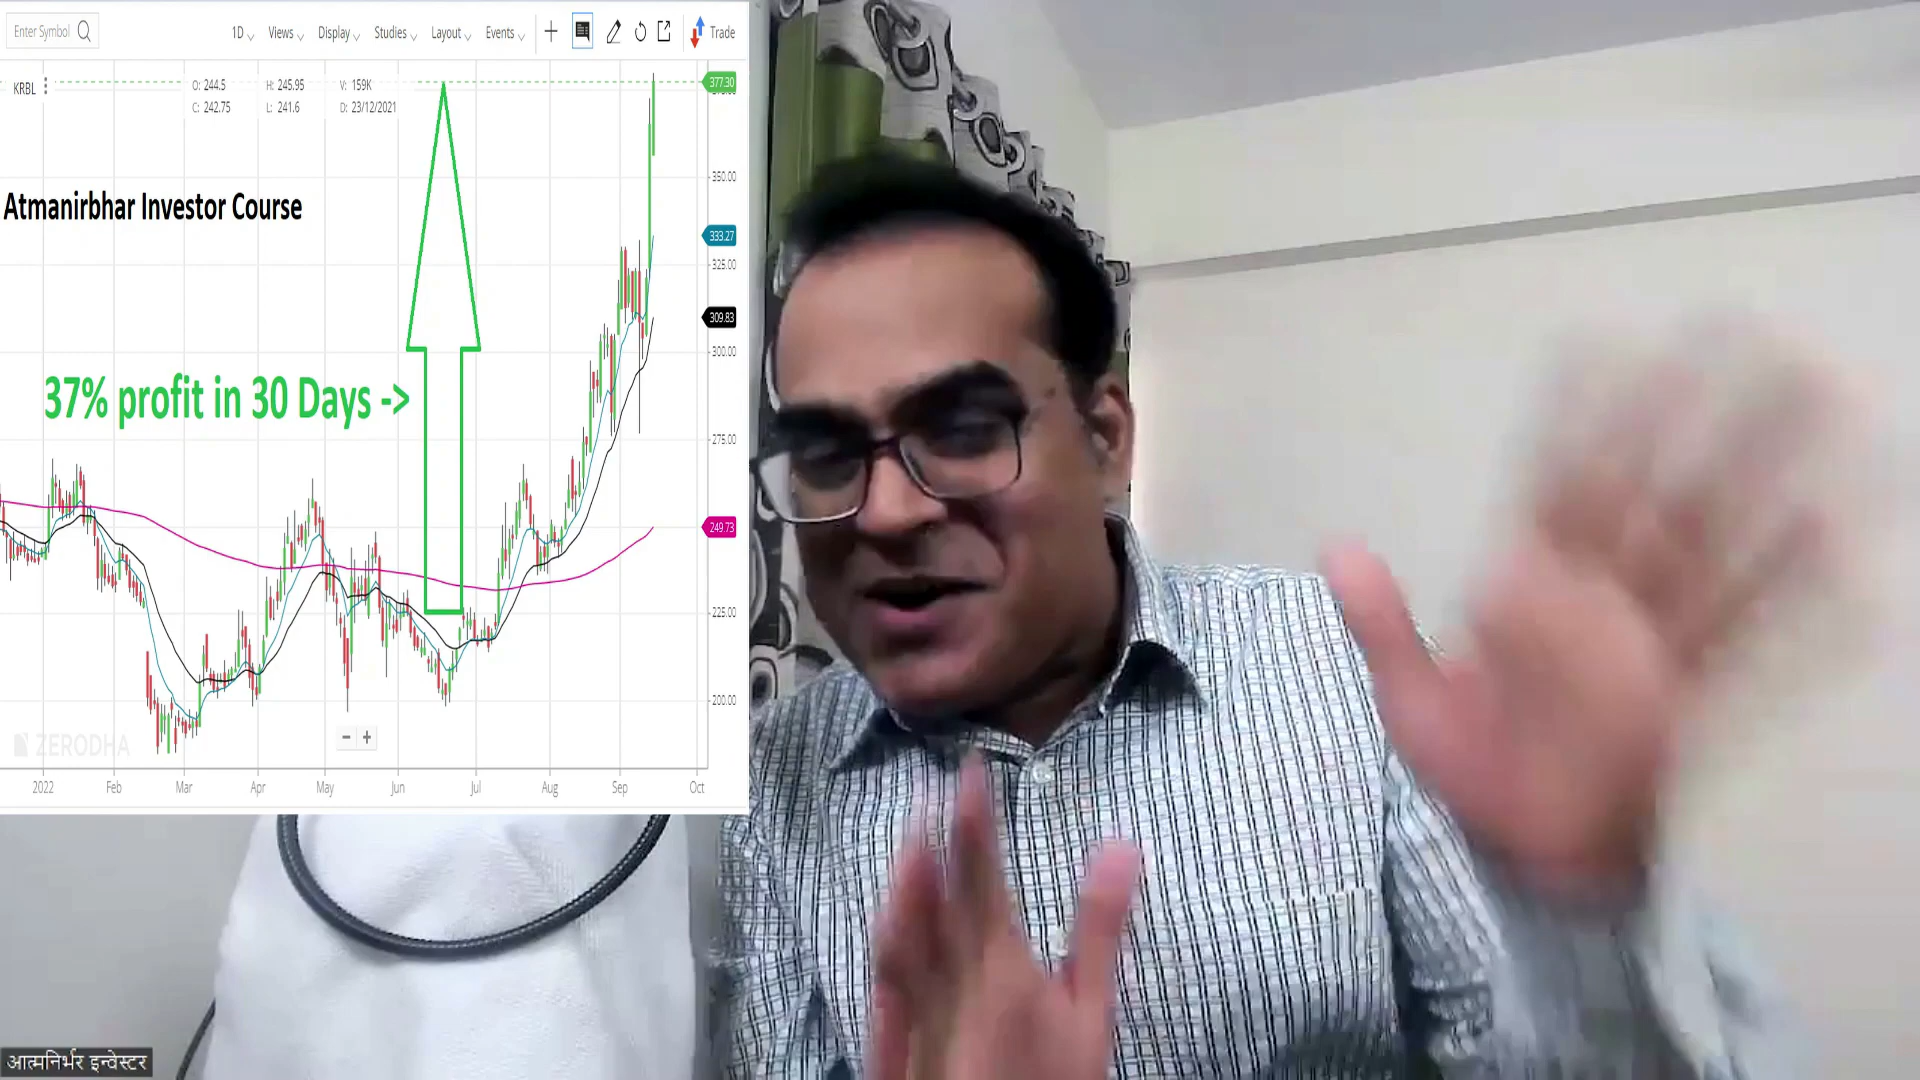 Enter Symbol 1D Views Display Studies Layout Events Trade
KRBL O: 244.5 H: 245.95 V: 159K
C: 242.75 L: 241.6 D: 23/12/2021
377.30
350.00
Atmanirbhar Investor Course
333.27
325.00
309.83
300.00
37% profit in 30 Days ->
275.00
249.73
225.00
200.00
ZERODHA
2022 Feb Mar Apr May Jun Jul Aug Sep Oct
आत्मनिर्भर इन्वेस्टर